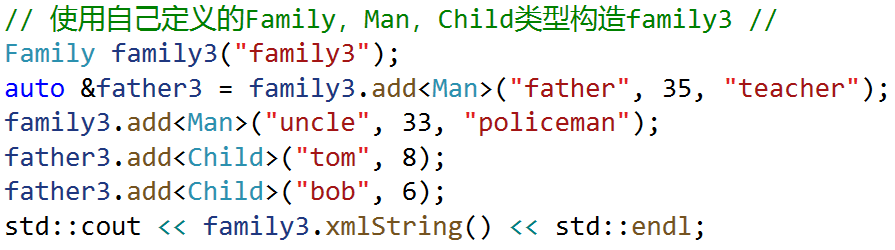 // 使用自己定义的Family, Man, Child类型构造family3 //
Family family3("family3");
auto &father3 = family3.add<Man>("father", 35, "teacher");
family3.add<Man>("uncle", 33, "policeman");
father3.add<Child>("tom", 8);
father3.add<Child>("bob", 6);
std::cout << family3.xmlString() << std::endl;